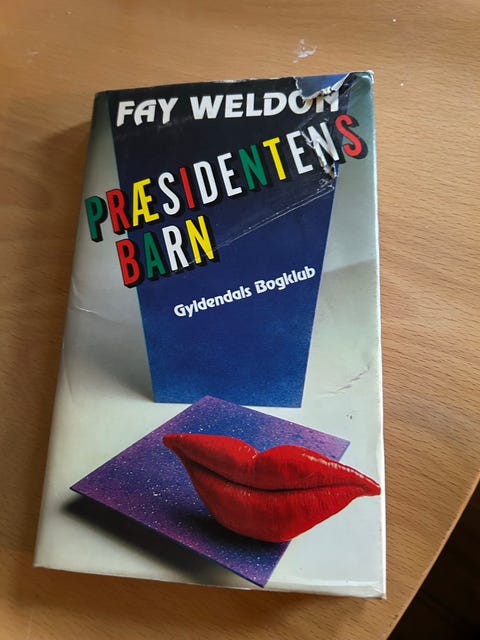 FAY WELDON
PRÆSIDENTENS
BARN
Gyldendals Bogklub